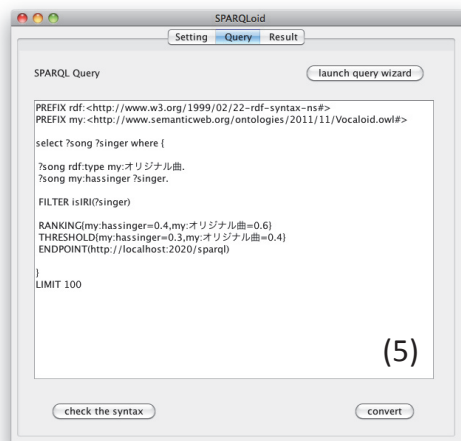 SPARQLoid
Setting Query Result
SPARQL Query launch query wizard
PREFIX rdf:<http://www.w3.org/1999/02/22-rdf-syntax-ns#>
PREFIX my:<http://www.semanticweb.org/ontologies/2011/11/Vocaloid.owl#>
select ?song ?singer where {
?song rdf:type my:オリジナル曲.
?song my:hassinger ?singer.
FILTER isIRI(?singer)
RANKING{my:hassinger=0.4,my:オリジナル曲=0.6}
THRESHOLD{my:hassinger=0.3,my:オリジナル曲=0.4}
ENDPOINT(http://localhost:2020/sparql)
}
LIMIT 100
(5)
check the syntax convert